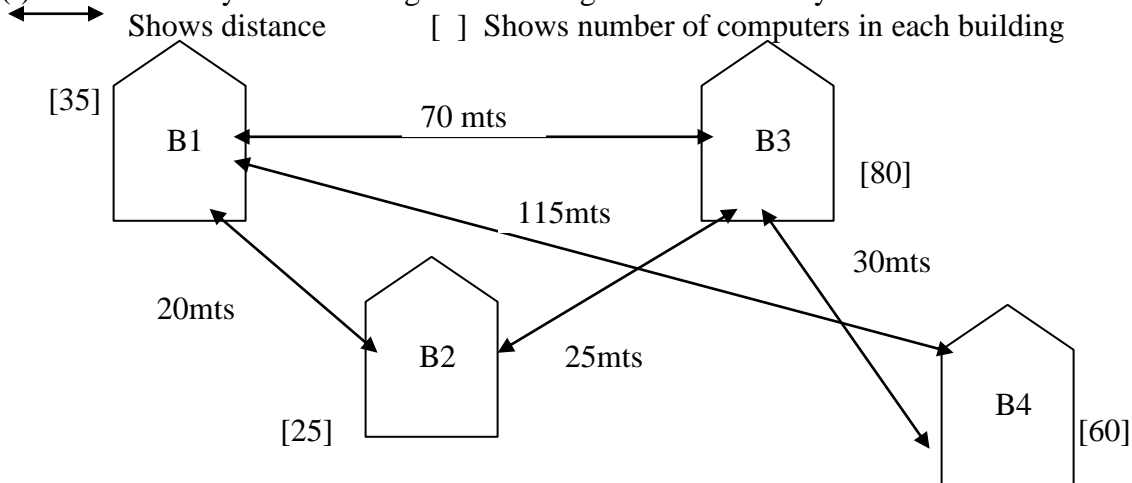 Shows distance [ ] Shows number of computers in each building
[35]
70 mts
B1
B3
[80]
115mts
30mts
20mts
B2
25mts
B4
[25]
[60]